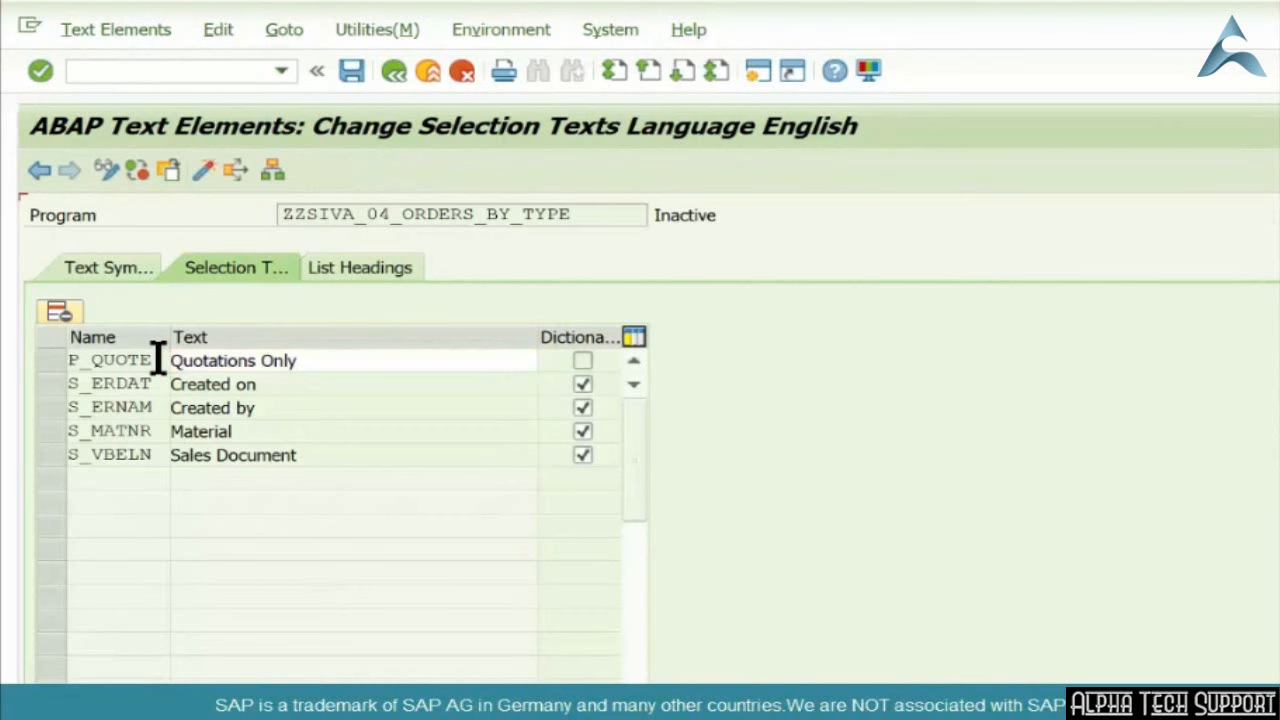 Text Elements Edit Goto Utilities(M) Environment System Help
ABAP Text Elements: Change Selection Texts Language English
Program ZZSIVA_04_ORDERS_BY_TYPE Inactive
Text Sym... Selection T... List Headings
Name Text Dictiona...
P_QUOTE Quotations Only
S_ERDAT Created on
S_ERNAM Created by
S_MATNR Material
S_VBELN Sales Document
SAP is a trademark of SAP AG in Germany and many other countries.We are NOT associated with SAP
Alpha Tech Support